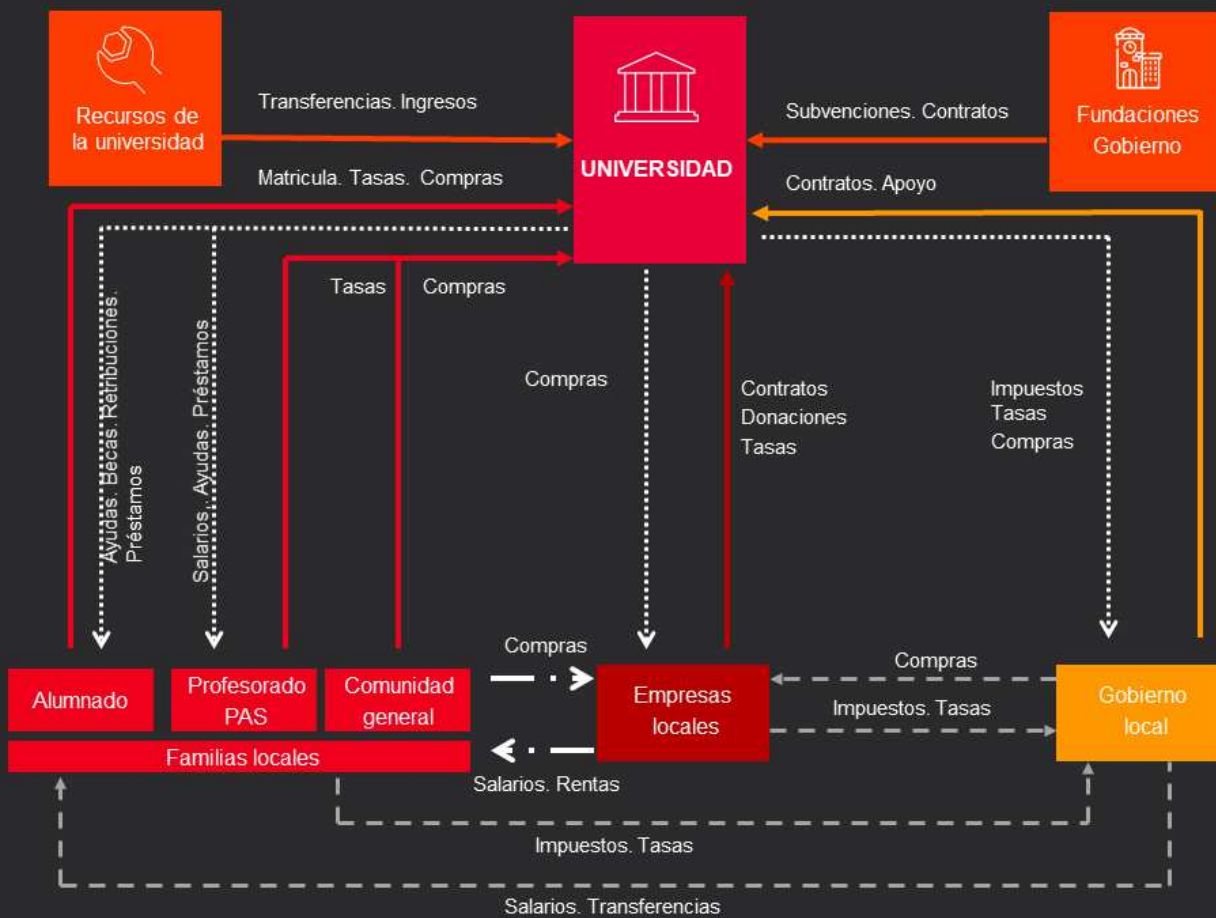 Recursos de
la universidad
Transferencias. Ingresos
UNIVERSIDAD
Subvenciones. Contratos
Fundaciones
Gobierno
Matricula. Tasas. Compras
Contratos. Apoyo
Tasas
Compras
Ayudas. Becas. Retribuciones.
Préstamos
Salarios,. Ayudas. Préstamos
Compras
Contratos
Donaciones
Tasas
Impuestos
Tasas
Compras
Alumnado
Profesorado
PAS
Comunidad
general
Familias locales
Compras
Salarios. Rentas
Empresas
locales
Compras
Impuestos. Tasas
Gobierno
local
Impuestos. Tasas
Salarios. Transferencias